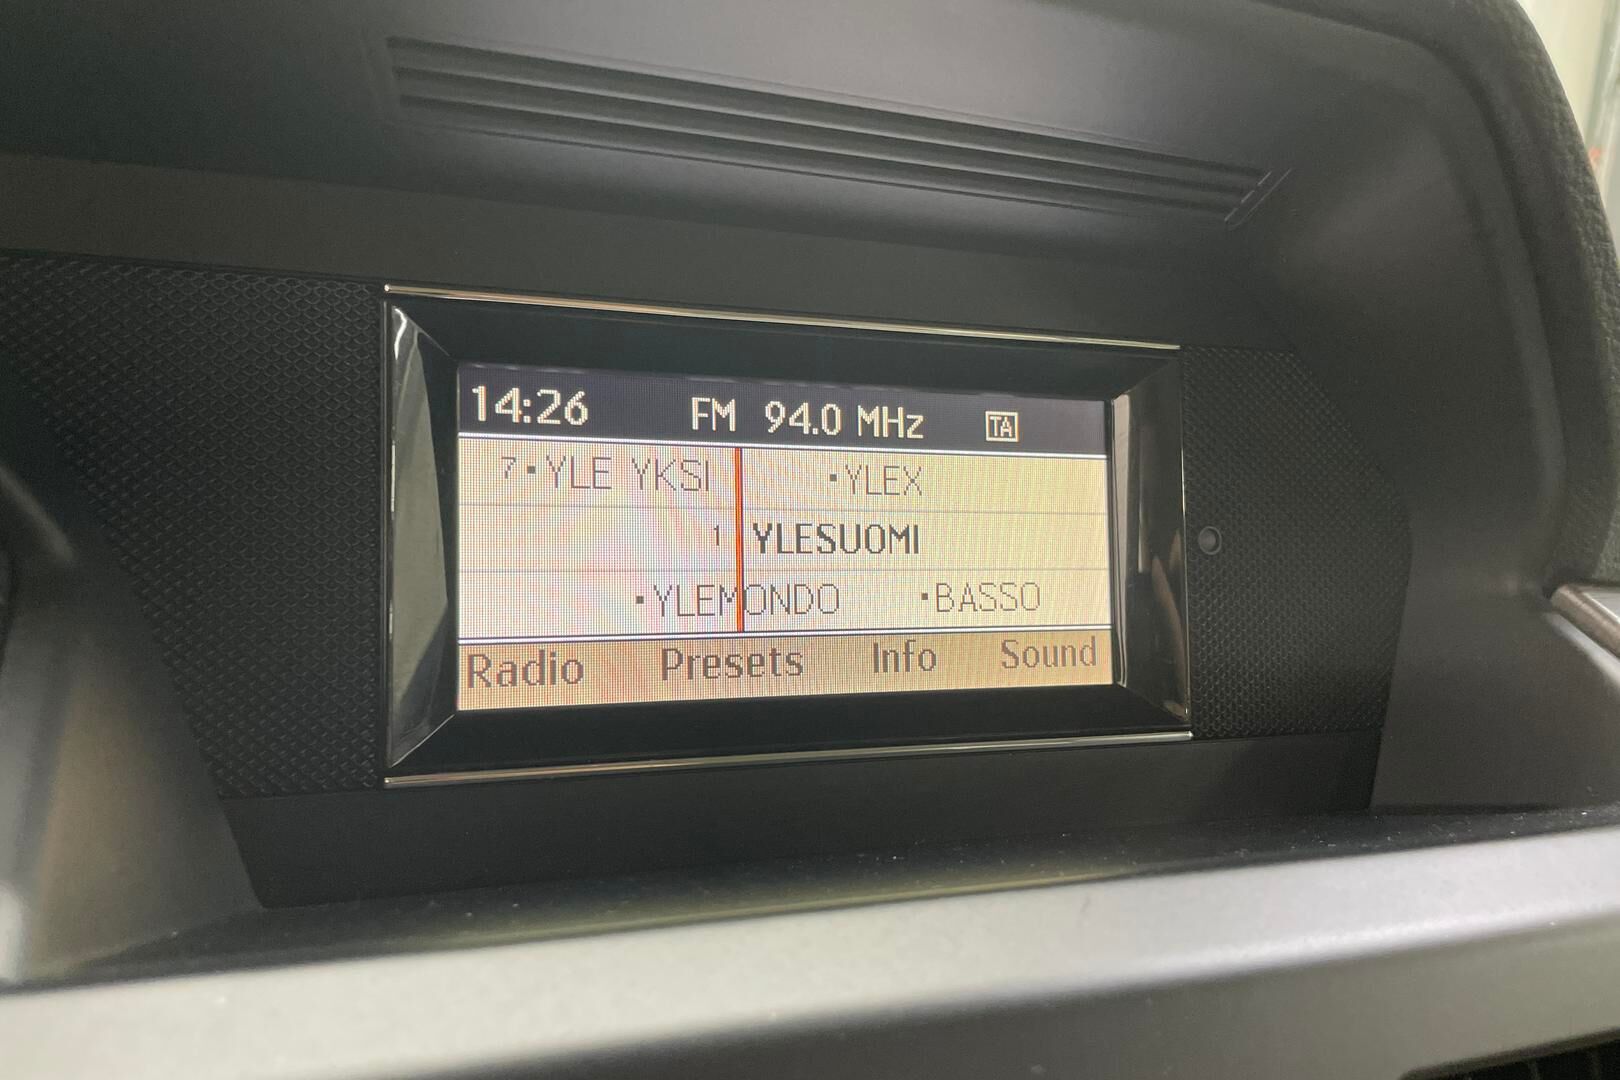 14:26 FM 94.0 MHz TA
7·YLE YKSI ·YLEX
1 YLESUOMI
·YLEMONDO ·BASSO
Radio Presets Info Sound